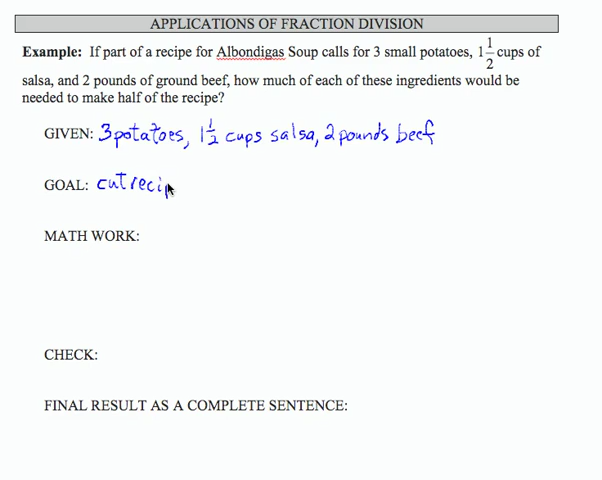 APPLICATIONS OF FRACTION DIVISION
Example: If part of a recipe for Albondigas Soup calls for 3 small potatoes, 1 1/2 cups of
salsa, and 2 pounds of ground beef, how much of each of these ingredients would be
needed to make half of the recipe?
GIVEN: 3 potatoes, 1 1/2 cups salsa, 2 pounds beef
GOAL: cut recip
MATH WORK:
CHECK:
FINAL RESULT AS A COMPLETE SENTENCE: